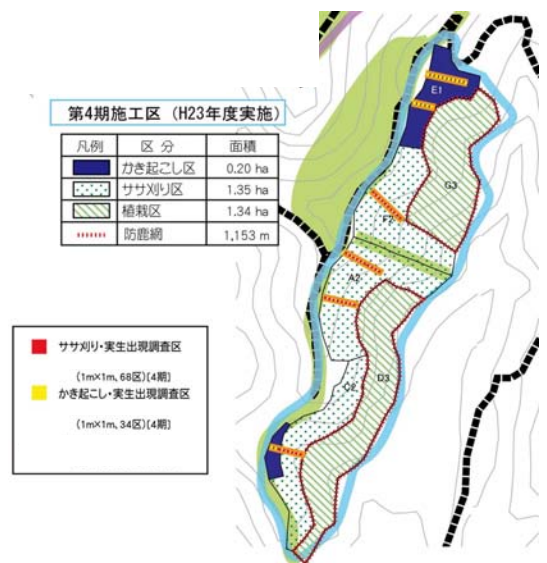 第4期施工区 (H23年度実施)
凡例 区分 面積
かき起こし区 0.20 ha
ササ刈り区 1.35 ha
植栽区 1.34 ha
防鹿網 1,153 m
ササ刈り・実生出現調査区
(1m×1m、68区)[4期]
かき起こし・実生出現調査区
(1m×1m、34区)[4期]
E1
G3
A2
D3
C2